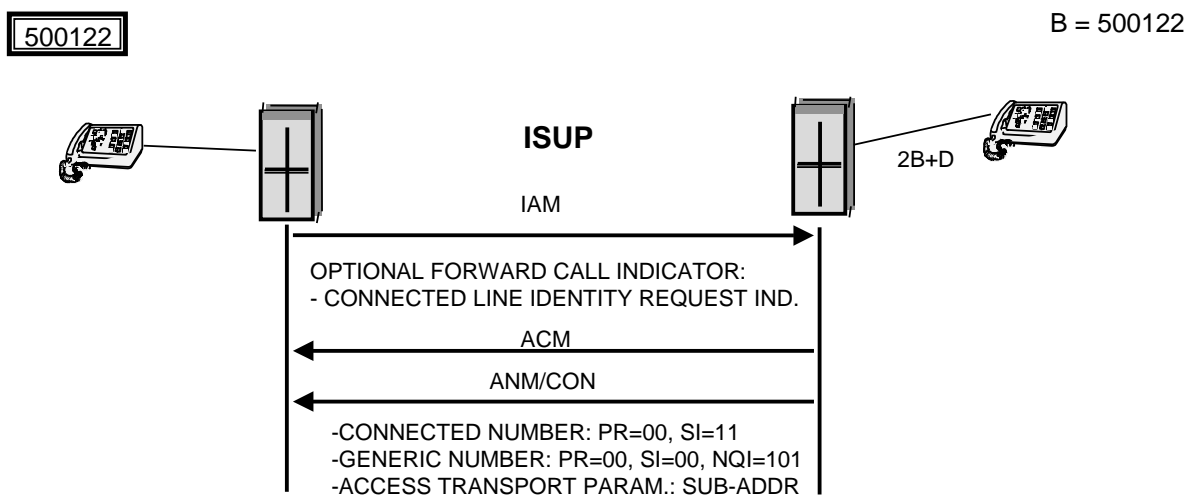 500122
B = 500122
ISUP
2B+D
IAM
OPTIONAL FORWARD CALL INDICATOR:
- CONNECTED LINE IDENTITY REQUEST IND.
ACM
ANM/CON
-CONNECTED NUMBER: PR=00, SI=11
-GENERIC NUMBER: PR=00, SI=00, NQI=101
-ACCESS TRANSPORT PARAM.: SUB-ADDR